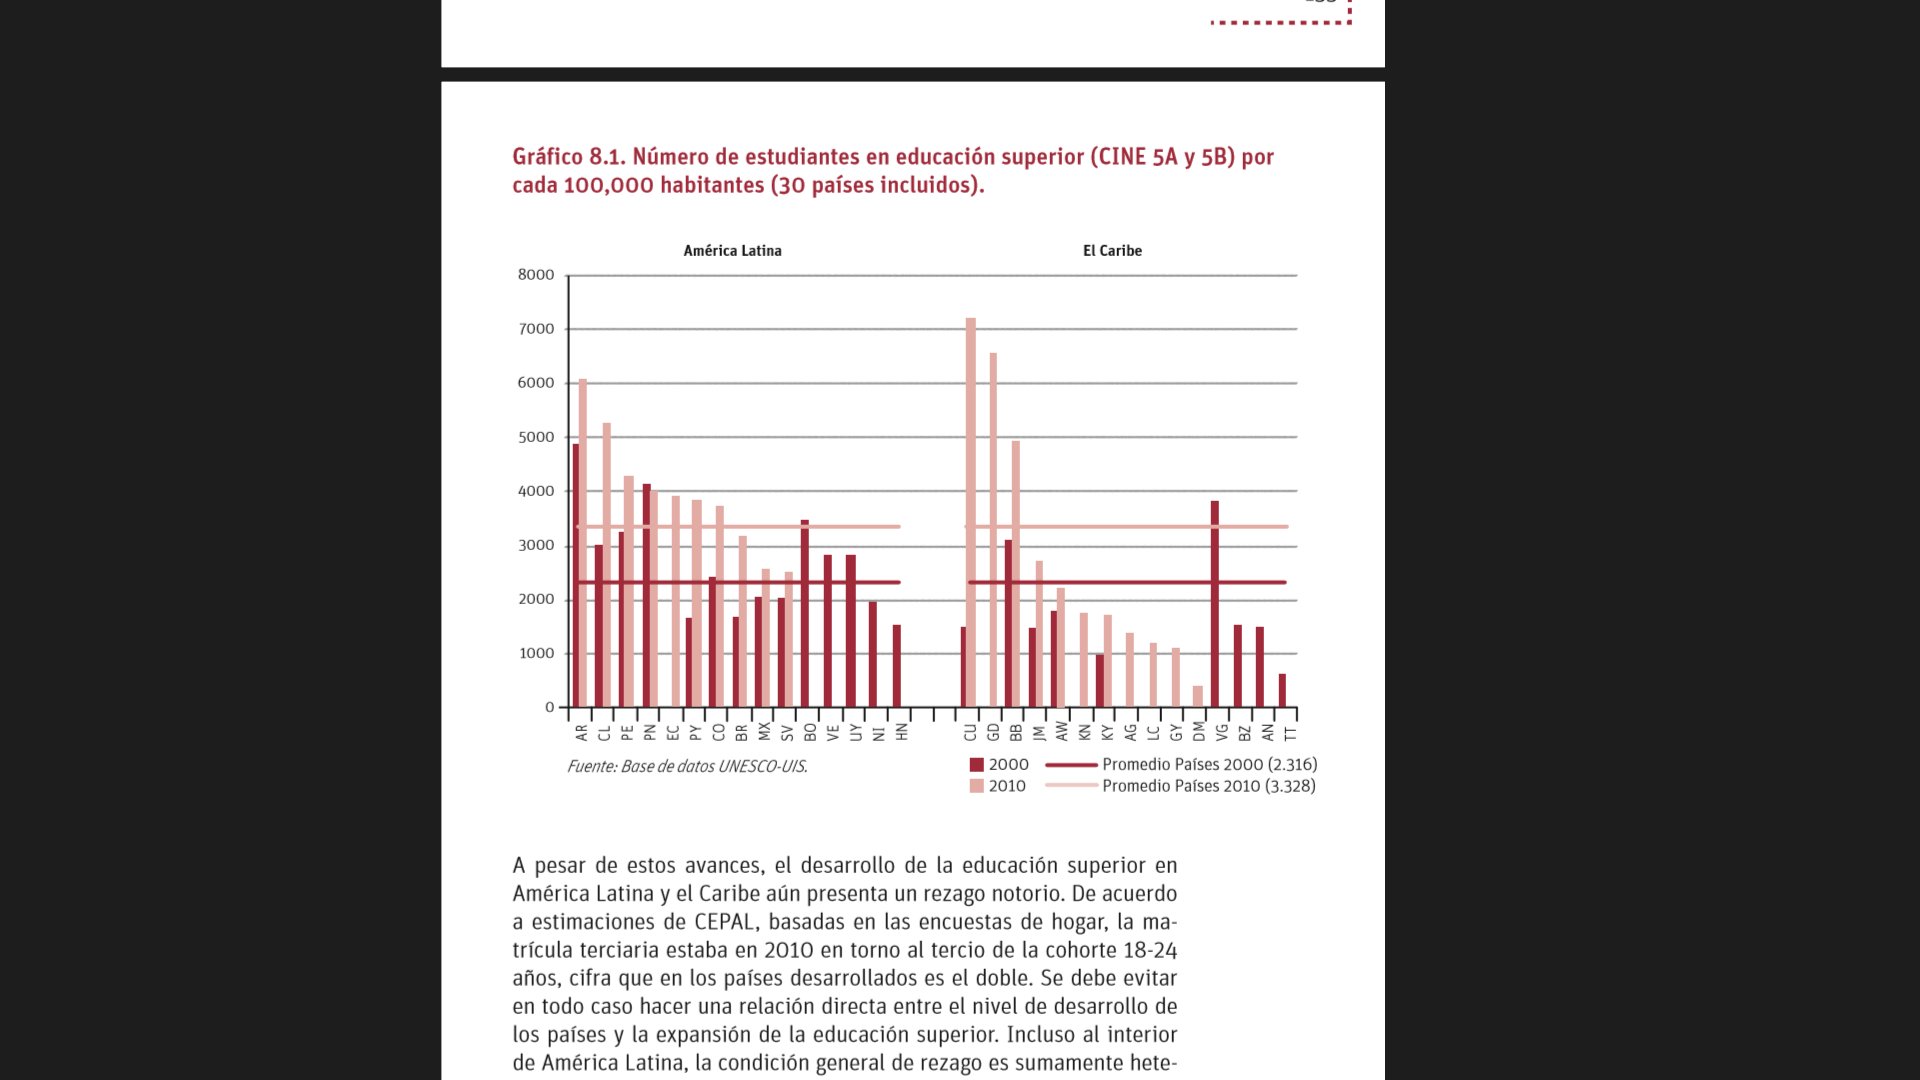 Gráfico 8.1. Número de estudiantes en educación superior (CINE 5A y 5B) por
cada 100,000 habitantes (30 países incluidos).
América Latina
El Caribe
8000
7000
6000
5000
4000
3000
2000
1000
0
AR CL PE PN EC PY CO BR MX SV BO VE UY NI HN CU GD BB JM AW KN KY AG LC GY DM VG BZ AN TT
Fuente: Base de datos UNESCO-UIS.
2000 Promedio Países 2000 (2.316)
2010 Promedio Países 2010 (3.328)
A pesar de estos avances, el desarrollo de la educación superior en
América Latina y el Caribe aún presenta un rezago notorio. De acuerdo
a estimaciones de CEPAL, basadas en las encuestas de hogar, la ma-
trícula terciaria estaba en 2010 en torno al tercio de la cohorte 18-24
años, cifra que en los países desarrollados es el doble. Se debe evitar
en todo caso hacer una relación directa entre el nivel de desarrollo de
los países y la expansión de la educación superior. Incluso al interior
de América Latina, la condición general de rezago es sumamente hete-